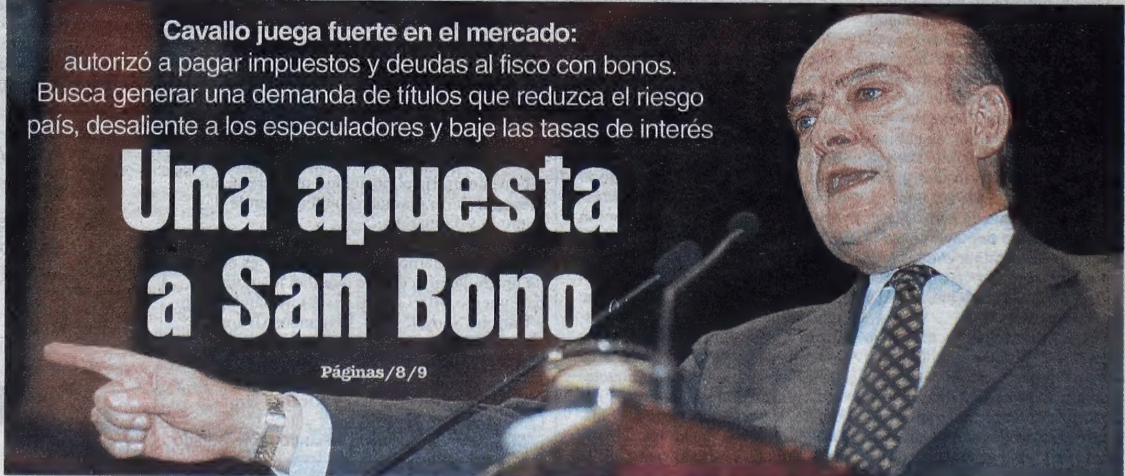 Cavallo juega fuerte en el mercado:
autorizó a pagar impuestos y deudas al fisco con bonos.
Busca generar una demanda de títulos que reduzca el riesgo
país, desaliente a los especuladores y baje las tasas de interés
Una apuesta
a San Bono
Páginas/8/9